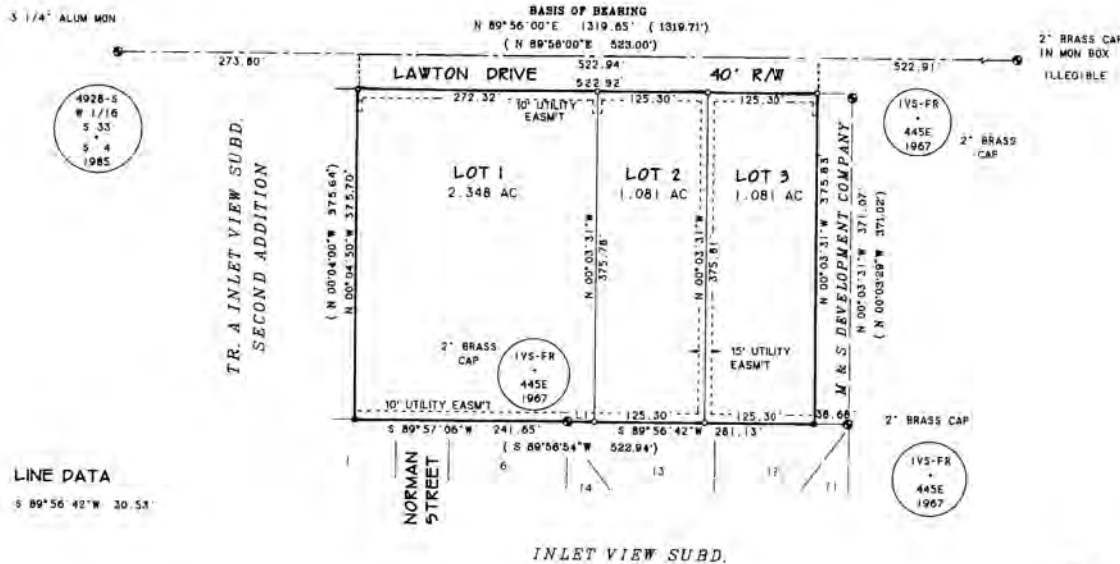 3 1/4" ALUM MON
BASIS OF BEARING
N 89°56'00"E 1319.65' ( 1319.71')
( N 89°56'00"E 523.00')
273.60'
522.94'
522.91'
2" BRASS CAP
IN MON BOX
ILLEGIBLE
LAWTON DRIVE
40' R/W
522.92'
272.32'
125.30'
125.30'
10' UTILITY
EASM'T
4928-S
W 1/16
S 33
S 4
1985
IVS-FR
445E
1967
2" BRASS
CAP
TR. A INLET VIEW SUBD.
SECOND ADDITION
( N 00°04'00"W 375.64')
N 00°04'50"W 375.70'
LOT 1
2.348 AC
LOT 2
1.081 AC
LOT 3
1.081 AC
N 00°03'31"W
375.78'
N 00°03'31"W
375.81'
N 00°03'31"W 375.83'
M & S DEVELOPMENT COMPANY
N 00°03'31"W 371.07'
( N 00°03'29"W 371.02')
2" BRASS
CAP
IVS-FR
445E
1967
15' UTILITY
EASM'T
10' UTILITY EASM'T
L1
125.30'
125.30'
38.68'
S 89°57'06"W 241.65'
S 89°56'42"W 281.13'
( S 89°56'54"W 522.94')
2" BRASS CAP
IVS-FR
445E
1967
LINE DATA
S 89°56'42"W 30.53'
NORMAN
STREET
1
6
14
13
12
11
INLET VIEW SUBD.